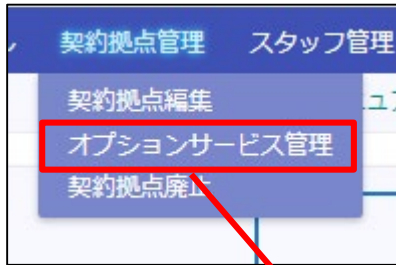 契約拠点管理 スタッフ管理
契約拠点編集
オプションサービス管理
契約拠点廃止